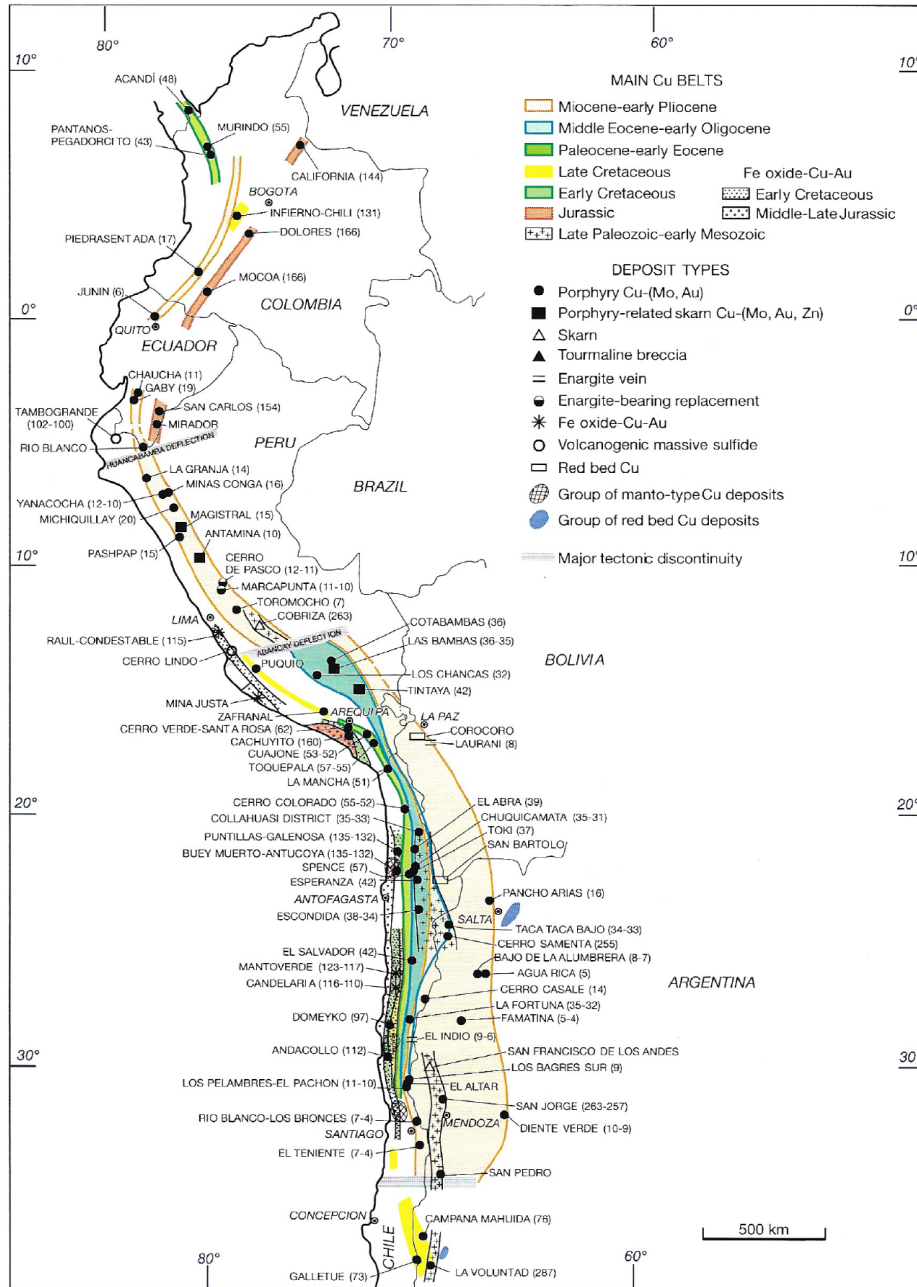 80°
70°
60°
10°
10°
ACANDÍ (48)
VENEZUELA
PANTANOS-
PEGADORCITO (43)
MURINDO (55)
CALIFORNIA (144)
BOGOTA
INFIERNO-CHILI (131)
DOLORES (166)
PIEDRASENTADA (17)
MOCOA (166)
JUNIN (6)
COLOMBIA
0°
0°
QUITO
ECUADOR
MAIN Cu BELTS
Miocene-early Pliocene
Middle Eocene-early Oligocene
Paleocene-early Eocene
Late Cretaceous
Early Cretaceous
Jurassic
Late Paleozoic-early Mesozoic
Fe oxide-Cu-Au
Early Cretaceous
Middle-Late Jurassic
DEPOSIT TYPES
Porphyry Cu-(Mo, Au)
Porphyry-related skarn Cu-(Mo, Au, Zn)
Skarn
Tourmaline breccia
Enargite vein
Enargite-bearing replacement
Fe oxide-Cu-Au
Volcanogenic massive sulfide
Red bed Cu
Group of manto-type Cu deposits
Group of red bed Cu deposits
Major tectonic discontinuity
CHAUCHA (11)
GABY (19)
TAMBOGRANDE
(102-100)
SAN CARLOS (154)
MIRADOR
RIO BLANCO
HUANCABAMBA DEFLECTION
PERU
BRAZIL
LA GRANJA (14)
MINAS CONGA (16)
YANACOCHA (12-10)
MICHIQUILLAY (20)
MAGISTRAL (15)
ANTAMINA (10)
PASHPAP (15)
10°
10°
CERRO
DE PASCO (12-11)
MARCAPUNTA (11-10)
TOROMOCHO (7)
COBRIZA (263)
LIMA
RAUL-CONDESTABLE (115)
ABANCAY DEFLECTION
COTABAMBAS (36)
LAS BAMBAS (36-35)
CERRO LINDO
PUQUIO
LOS CHANCAS (32)
BOLIVIA
TINTAYA (42)
MINA JUSTA
ZAFRANAL
AREQUIPA
LA PAZ
CERRO VERDE-SANTA ROSA (62)
COROCORO
CACHUYITO (160)
LAURANI (8)
CUAJONE (53-52)
TOQUEPALA (57-55)
LA MANCHA (51)
20°
20°
CERRO COLORADO (55-52)
EL ABRA (39)
COLLAHUASI DISTRICT (35-33)
CHUQUICAMATA (35-31)
PUNTILLAS-GALENOSA (135-132)
TOKI (37)
BUEY MUERTO-ANTUCOYA (135-132)
SAN BARTOLO
SPENCE (57)
ESPERANZA (42)
ANTOFAGASTA
PANCHO ARIAS (16)
ESCONDIDA (38-34)
SALTA
TACA TACA BAJO (34-33)
CERRO SAMENTA (255)
EL SALVADOR (42)
BAJO DE LA ALUMBRERA (8-7)
MANTOVERDE (123-117)
AGUA RICA (5)
ARGENTINA
CANDELARIA (116-110)
CERRO CASALE (14)
LA FORTUNA (35-32)
DOMEYKO (97)
FAMATINA (5-4)
EL INDIO (9-6)
ANDACOLLO (112)
SAN FRANCISCO DE LOS ANDES
30°
30°
LOS BAGRES SUR (9)
LOS PELAMBRES-EL PACHON (11-10)
EL ALTAR
SAN JORGE (263-257)
RIO BLANCO-LOS BRONCES (7-4)
MENDOZA
DIENTE VERDE (10-9)
SANTIAGO
EL TENIENTE (7-4)
SAN PEDRO
CONCEPCION
CAMPANA MAHUIDA (76)
500 km
CHILE
GALLETUE (73)
LA VOLUNTAD (287)
80°
60°